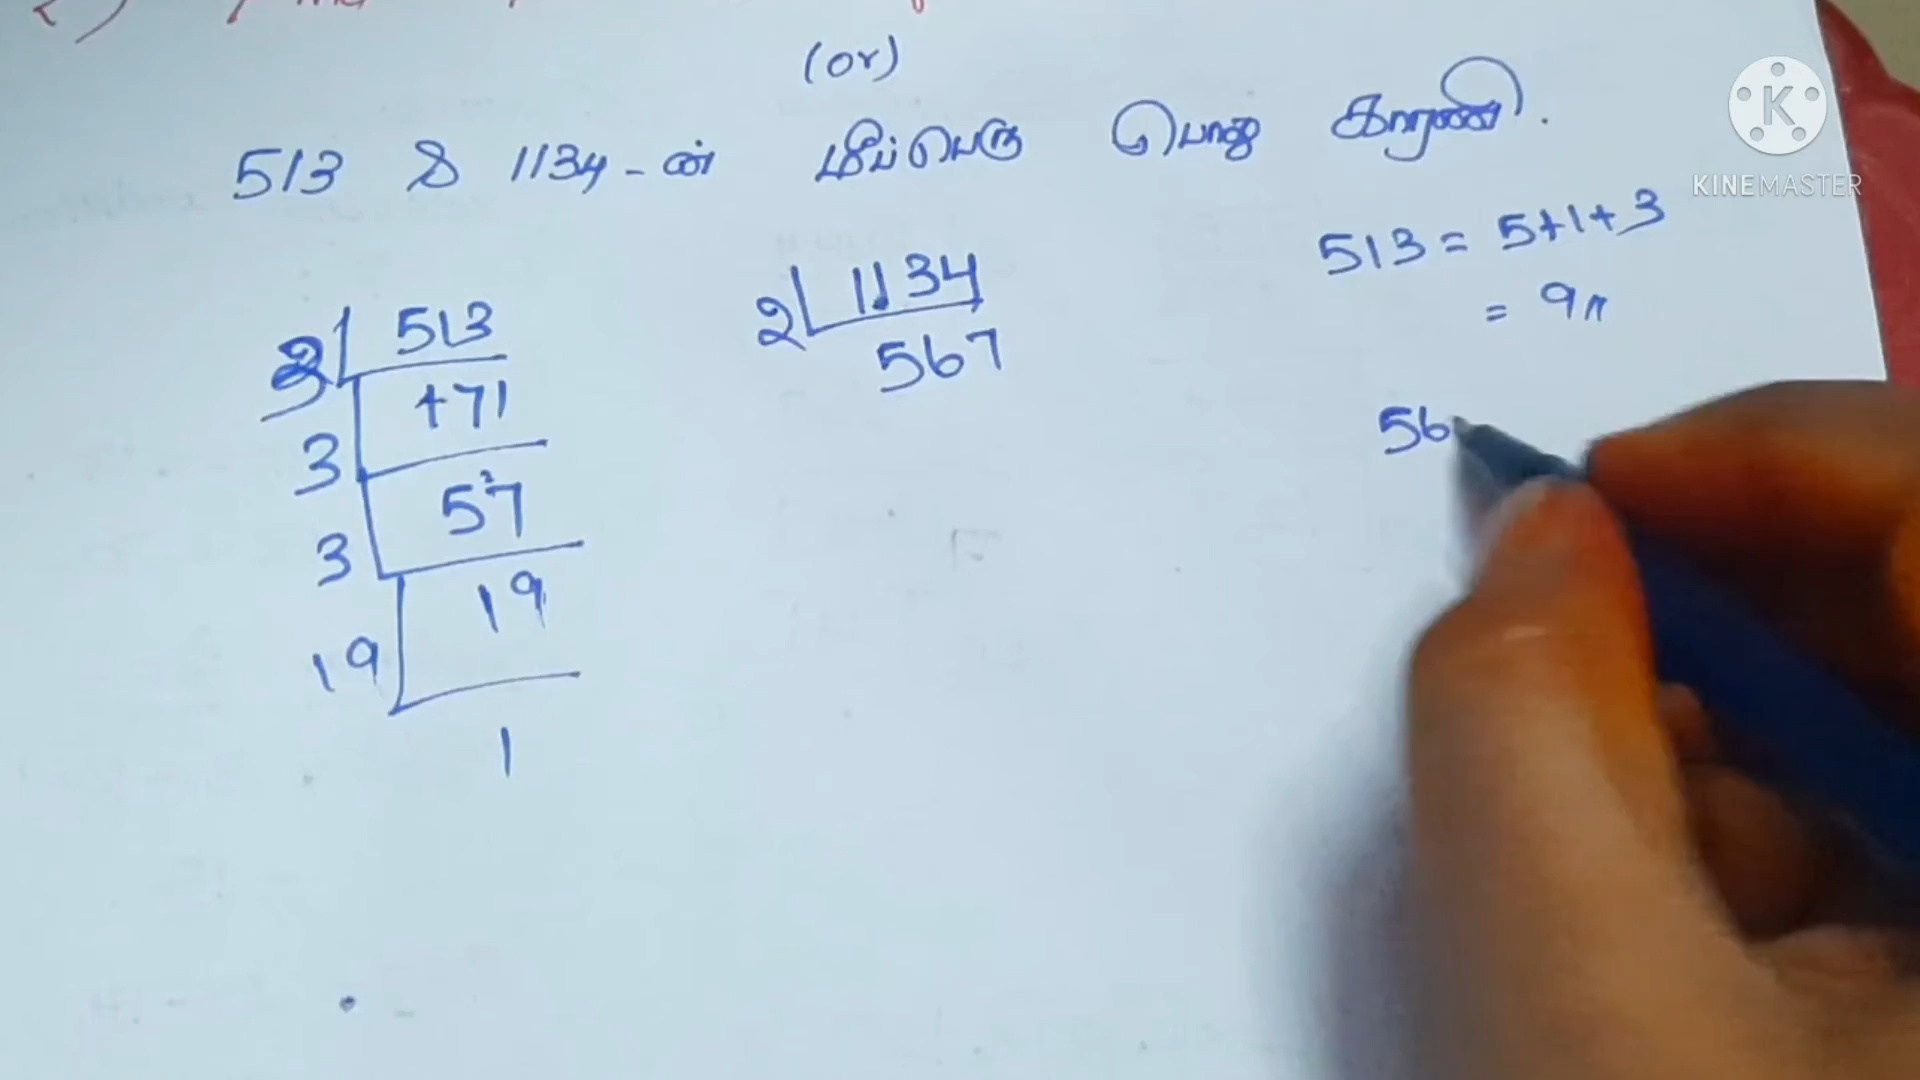 (or)
513 & 1134-ன் மீப்பெரு பொது காரணி.
513 = 5+1+3
= 9
3 513
3 171
3 57
19 19
1
2 1134
567
56
KINEMASTER